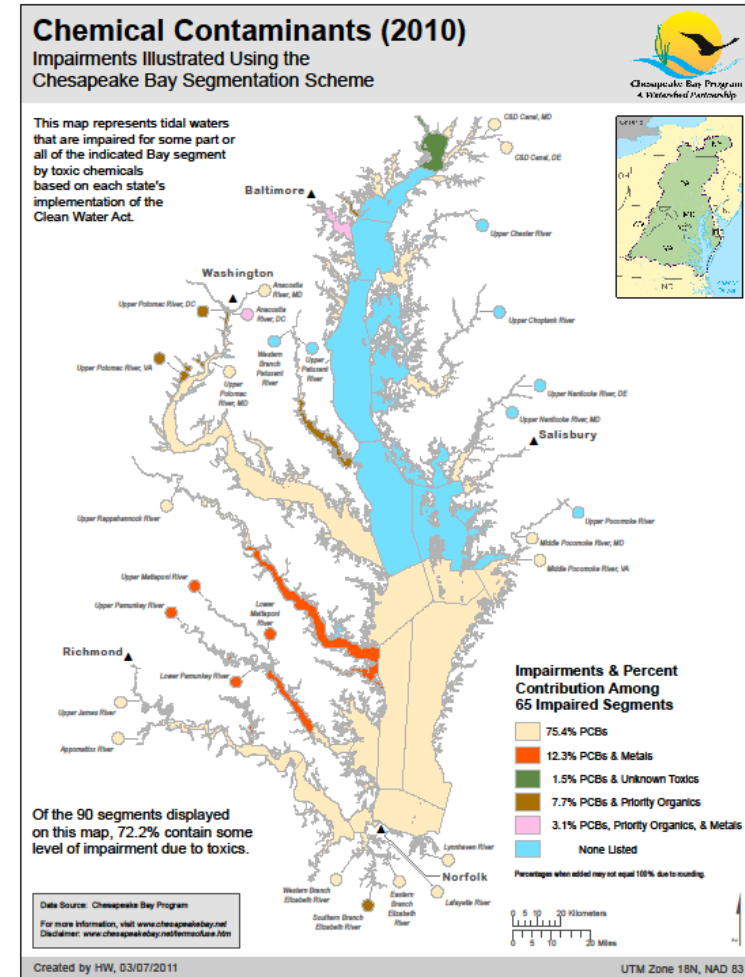 Chemical Contaminants (2010)
Impairments Illustrated Using the
Chesapeake Bay Segmentation Scheme
Chesapeake Bay Program
A Watershed Partnership
This map represents tidal waters
that are impaired for some part or
all of the indicated Bay segment
by toxic chemicals
based on each state's
implementation of the
Clean Water Act.
C&D Canal, MD
C&D Canal, DE
Baltimore
Upper Chester River
Washington
Anacostia
River, MD
Upper Potomac River, DC
Anacostia
River, DC
Upper Choptank River
Western
Branch
Patuxent
River
Upper
Patuxent
River
Upper Potomac River, VA
Upper
Potomac
River, MD
Upper Nanticoke River, DE
Upper Nanticoke River, MD
Salisbury
Upper Rappahannock River
Upper Pocomoke River
Middle Pocomoke River, MD
Middle Pocomoke River, VA
Upper Mattaponi River
Upper Pamunkey River
Lower
Mattaponi
River
Richmond
Lower Pamunkey River
Upper James River
Appomattox River
Impairments & Percent
Contribution Among
65 Impaired Segments
75.4% PCBs
12.3% PCBs & Metals
1.5% PCBs & Unknown Toxics
7.7% PCBs & Priority Organics
3.1% PCBs, Priority Organics, & Metals
None Listed
Percentages when added may not equal 100% due to rounding.
Of the 90 segments displayed
on this map, 72.2% contain some
level of impairment due to toxics.
Lynnhaven River
Norfolk
Lafayette River
Western Branch
Elizabeth River
Southern Branch
Elizabeth River
Eastern
Branch
Elizabeth
River
Data Source: Chesapeake Bay Program
For more information, visit www.chesapeakebay.net
Disclaimer: www.chesapeakebay.net/termsofuse.htm
0 5 10 20 Kilometers
0 5 10 20 Miles
Created by HW, 03/07/2011
UTM Zone 18N, NAD 83